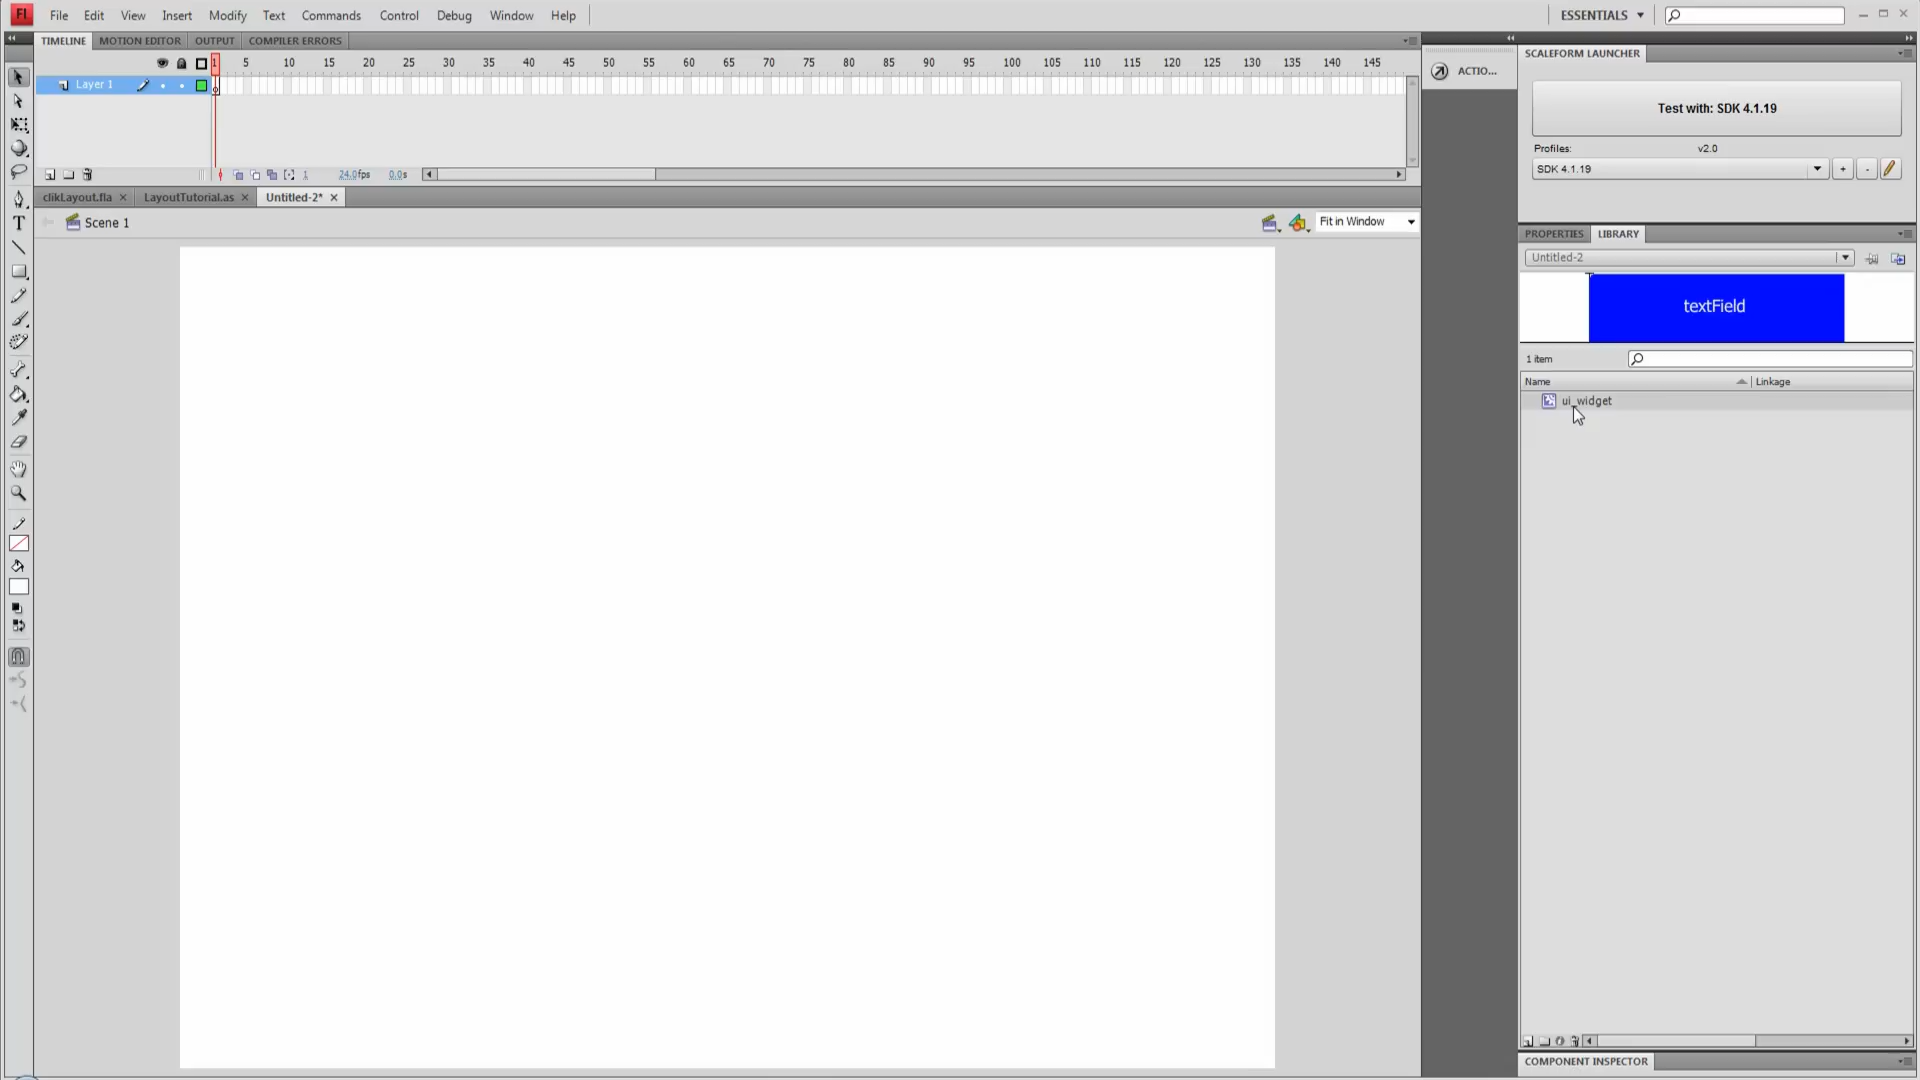 Fl File Edit View Insert Modify Text Commands Control Debug Window Help ESSENTIALS
TIMELINE MOTION EDITOR OUTPUT COMPILER ERRORS
1 5 10 15 20 25 30 35 40 45 50 55 60 65 70 75 80 85 90 95 100 105 110 115 120 125 130 135 140 145
Layer 1
1 24.0fps 0.0s
clikLayout.fla LayoutTutorial.as Untitled-2*
Scene 1
Fit in Window
ACTIO...
SCALEFORM LAUNCHER
Test with: SDK 4.1.19
Profiles: v2.0
SDK 4.1.19 + -
PROPERTIES LIBRARY
Untitled-2
textField
1 item
Name Linkage
ui_widget
COMPONENT INSPECTOR